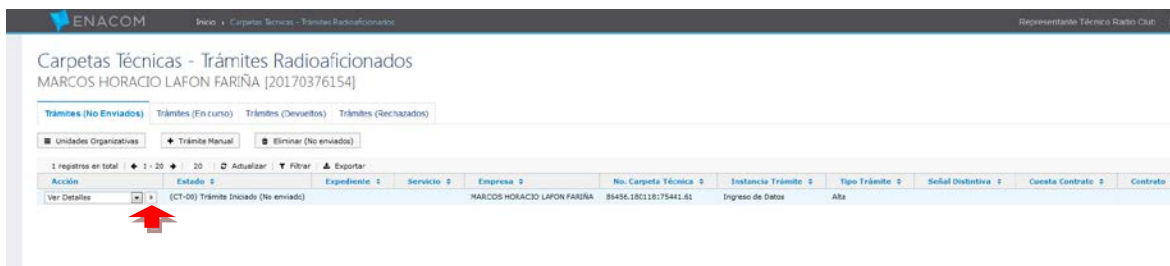 ENACOM
Inicio › Carpetas Técnicas - Trámites Radioaficionados
Representante Técnico Radio Club
Carpetas Técnicas - Trámites Radioaficionados
MARCOS HORACIO LAFON FARIÑA [20170376154]
Trámites (No Enviados) Trámites (En curso) Trámites (Devueltos) Trámites (Rechazados)
Unidades Organizativas Trámite Manual Eliminar (No enviados)
1 registros en total 1 - 20 20 Actualizar Filtrar Exportar
Acción Estado Expediente Servicio Empresa No. Carpeta Técnica Instancia Trámite Tipo Trámite Señal Distintiva Cuenta Contrato Contrato
Ver Detalles (CT-00) Trámite Iniciado (No enviado) MARCOS HORACIO LAFON FARIÑA 86456.180118175441.61 Ingreso de Datos Alta